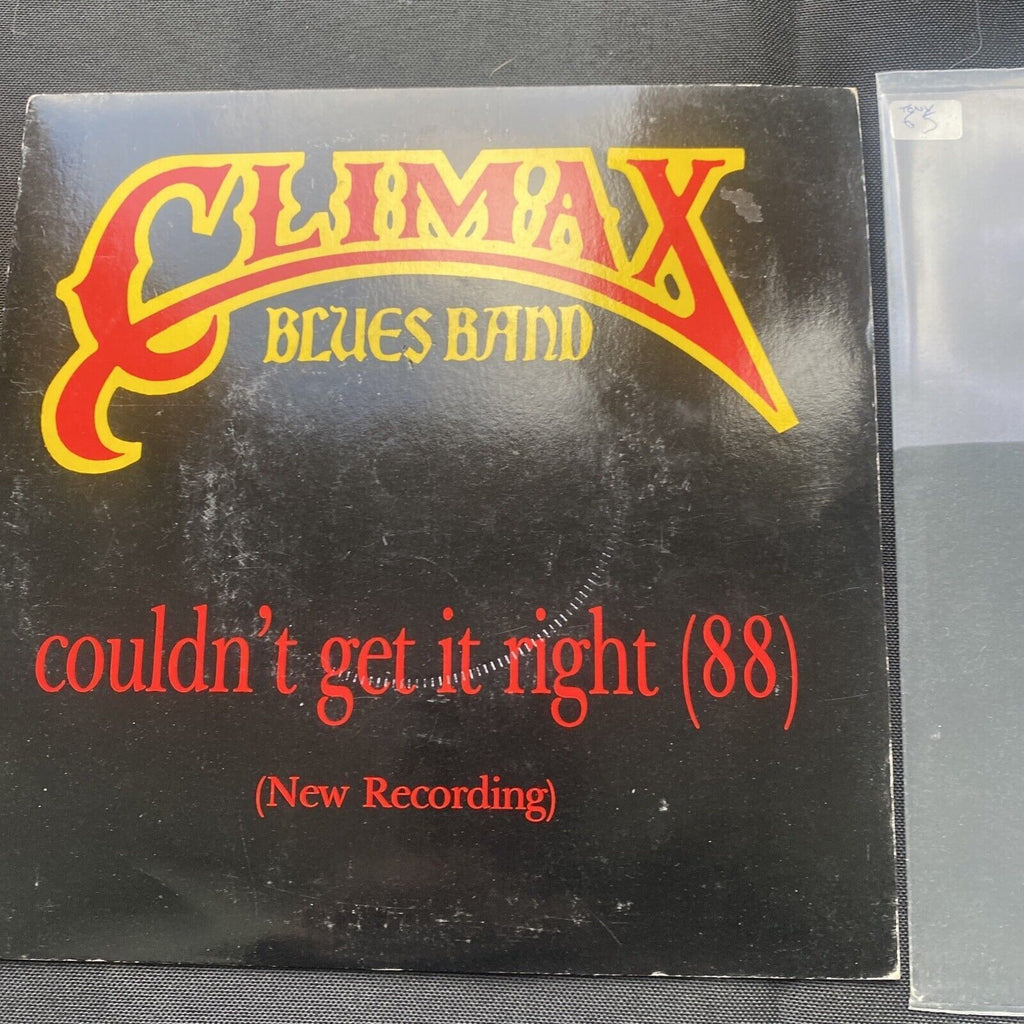 CLIMAX
BLUES BAND
couldn't get it right (88)
(New Recording)